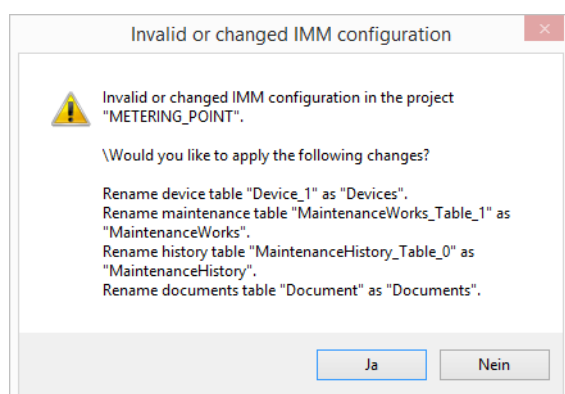 Invalid or changed IMM configuration
Invalid or changed IMM configuration in the project
"METERING_POINT".
\Would you like to apply the following changes?
Rename device table "Device_1" as "Devices".
Rename maintenance table "MaintenanceWorks_Table_1" as
"MaintenanceWorks".
Rename history table "MaintenanceHistory_Table_0" as
"MaintenanceHistory".
Rename documents table "Document" as "Documents".
Ja
Nein